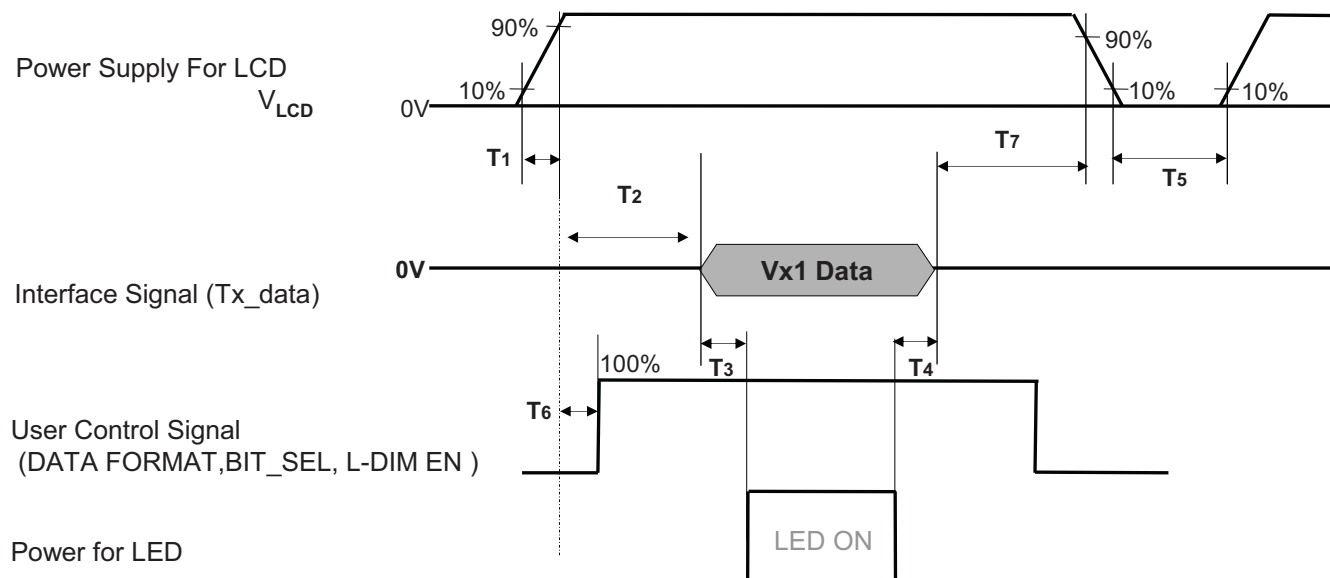 90%
90%
Power Supply For LCD
V LCD
10%
0V
10%
10%
T1
T7
T5
T2
0V
Vx1 Data
Interface Signal (Tx_data)
T3
T4
100%
T6
User Control Signal
(DATA FORMAT,BIT_SEL, L-DIM EN )
LED ON
Power for LED